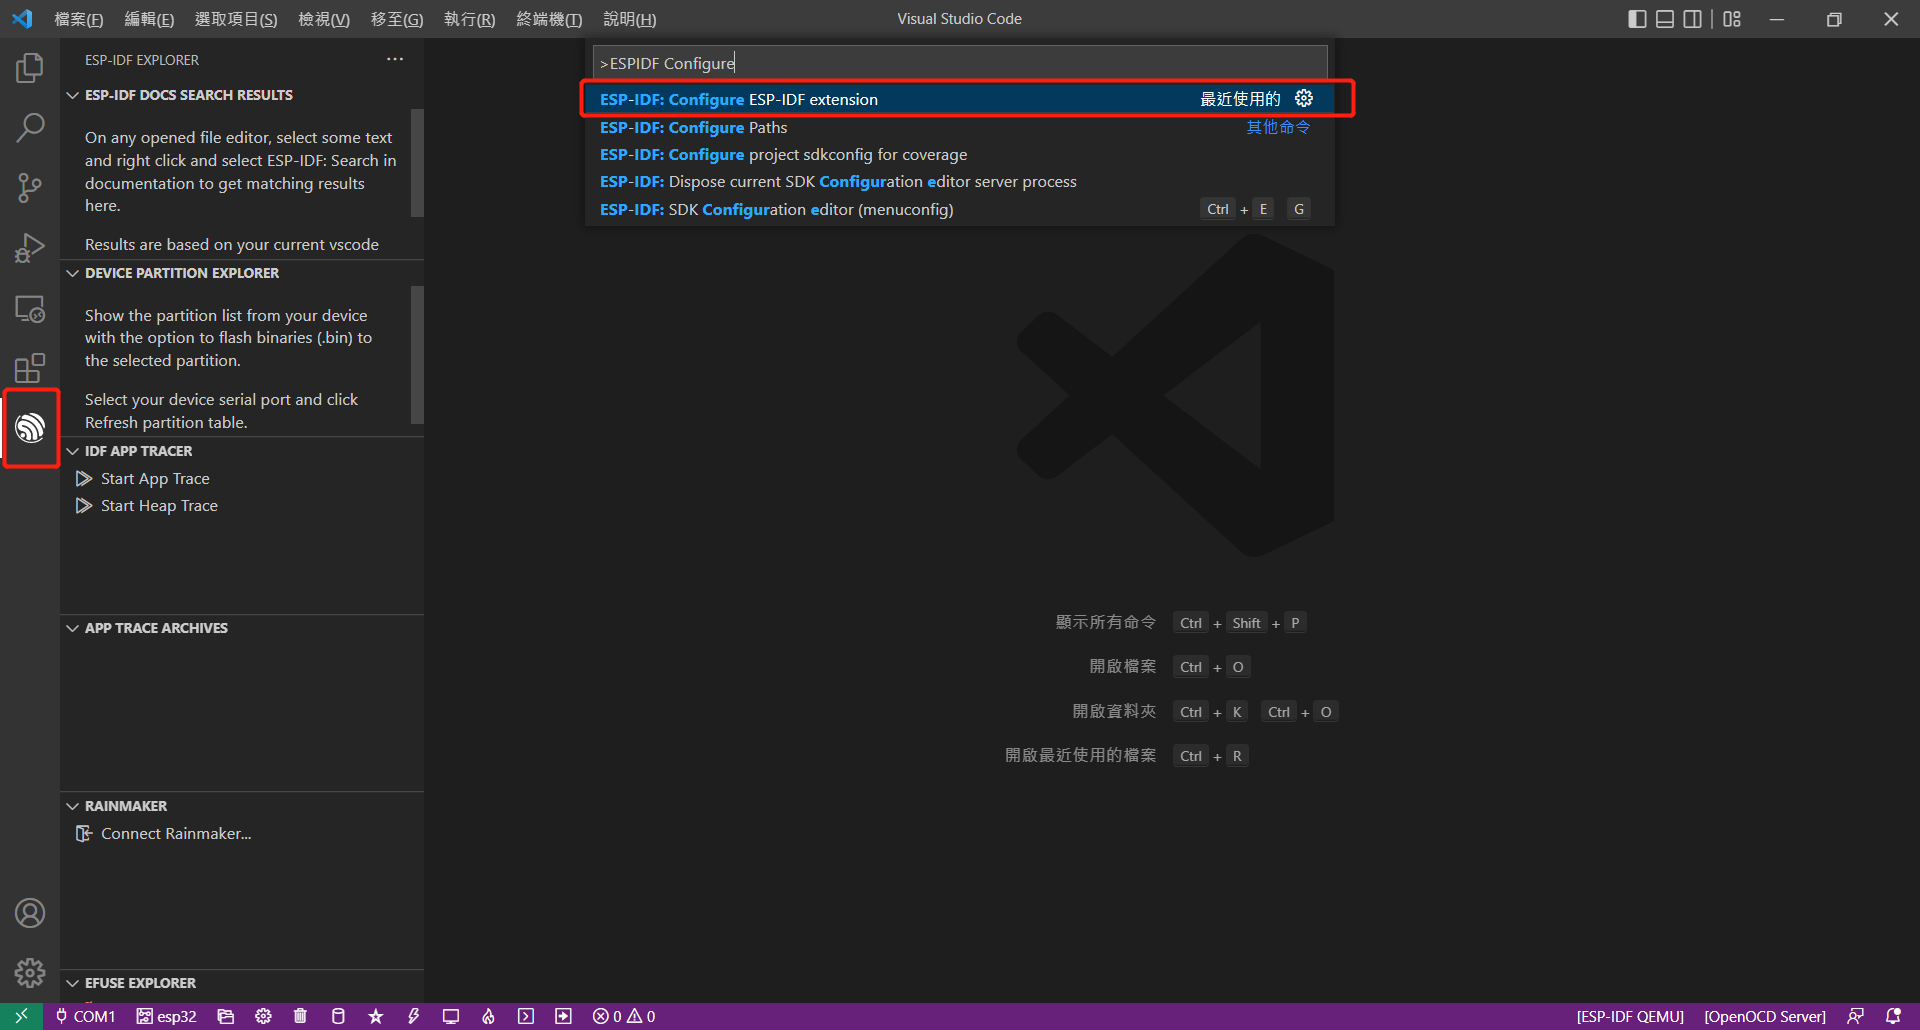 檔案(F) 編輯(E) 選取項目(S) 檢視(V) 移至(G) 執行(R) 終端機(T) 說明(H)
Visual Studio Code
ESP-IDF EXPLORER
ESP-IDF DOCS SEARCH RESULTS
On any opened file editor, select some text
and right click and select ESP-IDF: Search in
documentation to get matching results
here.
Results are based on your current vscode
DEVICE PARTITION EXPLORER
Show the partition list from your device
with the option to flash binaries (.bin) to
the selected partition.
Select your device serial port and click
Refresh partition table.
IDF APP TRACER
Start App Trace
Start Heap Trace
APP TRACE ARCHIVES
RAINMAKER
Connect Rainmaker...
EFUSE EXPLORER
>ESPIDF Configure
ESP-IDF: Configure ESP-IDF extension 最近使用的
ESP-IDF: Configure Paths 其他命令
ESP-IDF: Configure project sdkconfig for coverage
ESP-IDF: Dispose current SDK Configuration editor server process
ESP-IDF: SDK Configuration editor (menuconfig) Ctrl + E G
顯示所有命令 Ctrl + Shift + P
開啟檔案 Ctrl + O
開啟資料夾 Ctrl + K Ctrl + O
開啟最近使用的檔案 Ctrl + R
COM1 esp32 0 0 [ESP-IDF QEMU] [OpenOCD Server]